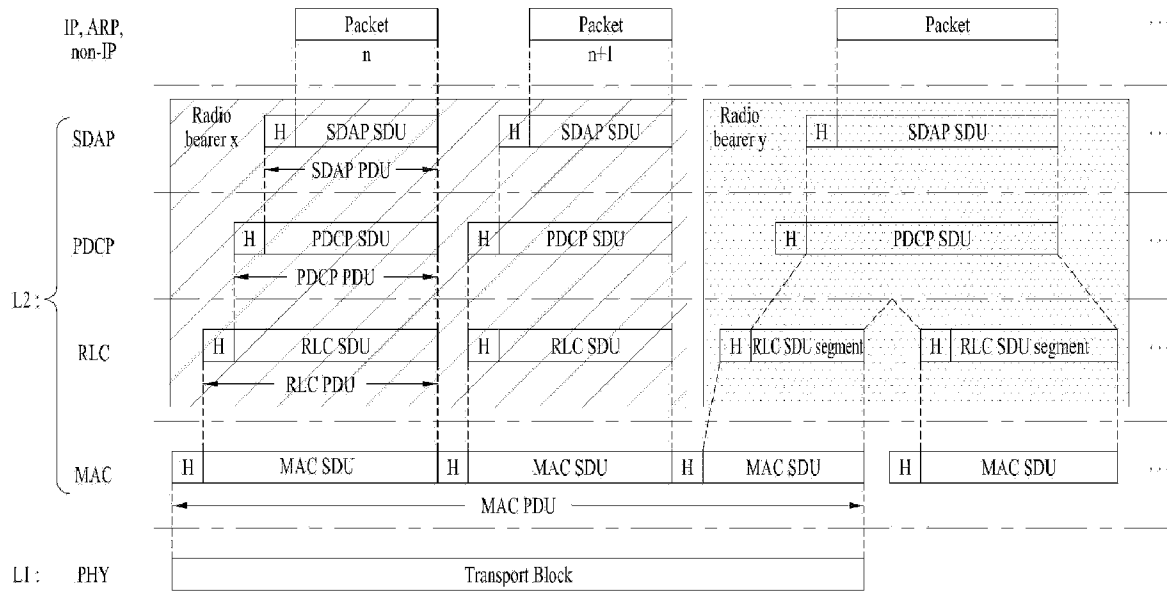 IP, ARP,
non-IP
Packet
Packet
Packet
...
n
n+1
Radio
bearer x
Radio
bearer y
SDAP
H
SDAP SDU
H
SDAP SDU
H
SDAP SDU
...
SDAP PDU
PDCP
H
PDCP SDU
H
PDCP SDU
H
PDCP SDU
...
PDCP PDU
L2 :
RLC
H
RLC SDU
H
RLC SDU
H
RLC SDU segment
H
RLC SDU segment
...
RLC PDU
MAC
H
MAC SDU
H
MAC SDU
H
MAC SDU
H
MAC SDU
...
MAC PDU
L1 :
PHY
Transport Block